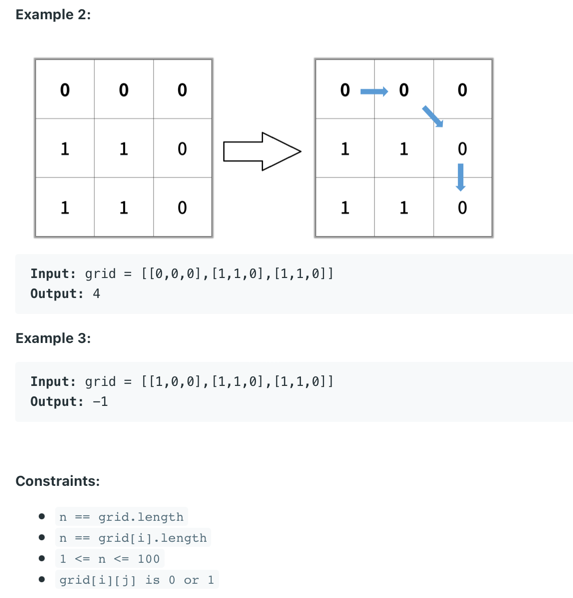 Example 2:
0 0 0 0 0 0
1 1 0 1 1 0
1 1 0 1 1 0
Input: grid = [[0,0,0],[1,1,0],[1,1,0]]
Output: 4
Example 3:
Input: grid = [[1,0,0],[1,1,0],[1,1,0]]
Output: −1
Constraints:
n == grid.length
n == grid[i].length
1 <= n <= 100
grid[i][j] is 0 or 1